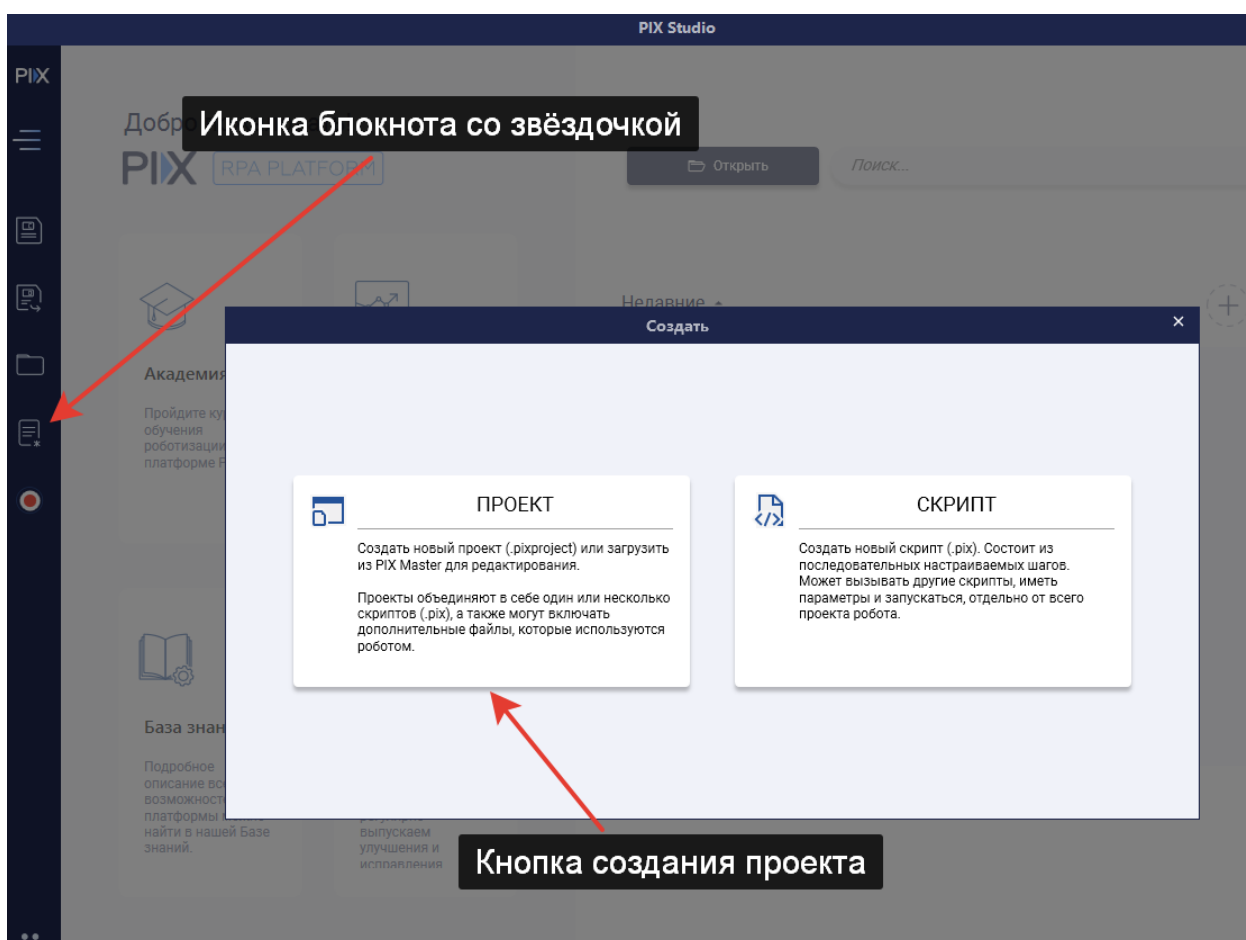 PIX Studio
PIX
Добро
Иконка блокнота со звёздочкой
PIX RPA PLATFORM
Открыть
Поиск...
Недавние
Создать
Академия
Пройдите
обучения
роботизации
платформе
ПРОЕКТ
Создать новый проект (.pixproject) или загрузить
из PIX Master для редактирования.
Проекты объединяют в себе один или несколько
скриптов (.pix), а также могут включать
дополнительные файлы, которые используются
роботом.
СКРИПТ
Создать новый скрипт (.pix). Состоит из
последовательных настраиваемых шагов.
Может вызывать другие скрипты, иметь
параметры и запускаться, отдельно от всего
проекта робота.
База знан
Подробное
описание
возможност
платформы
найти в нашей Базе
знаний.
выпускаем
улучшения и
исправления
Кнопка создания проекта